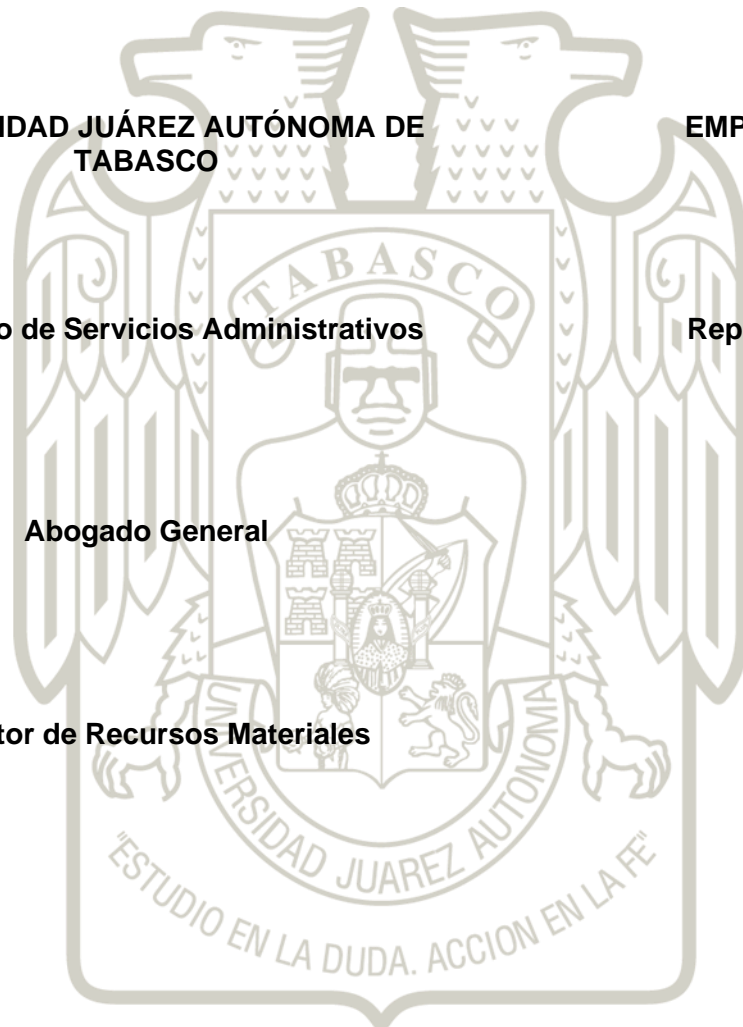 IDAD JUÁREZ AUTÓNOMA DE
TABASCO
EMP
o de Servicios Administrativos
Rep
Abogado General
tor de Recursos Materiales
TABASCO
UNIVERSIDAD JUAREZ AUTONOMA
"ESTUDIO EN LA DUDA. ACCION EN LA FE"